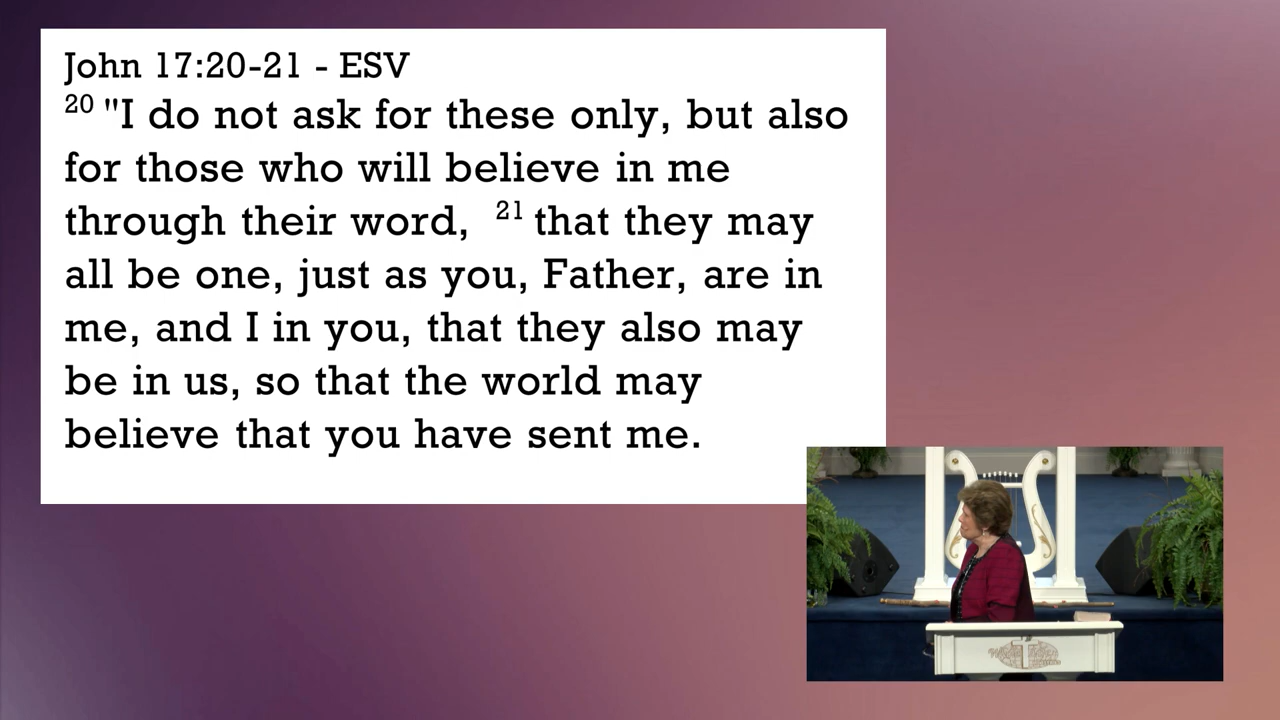 John 17:20-21 - ESV
20 "I do not ask for these only, but also
for those who will believe in me
through their word, 21 that they may
all be one, just as you, Father, are in
me, and I in you, that they also may
be in us, so that the world may
believe that you have sent me.